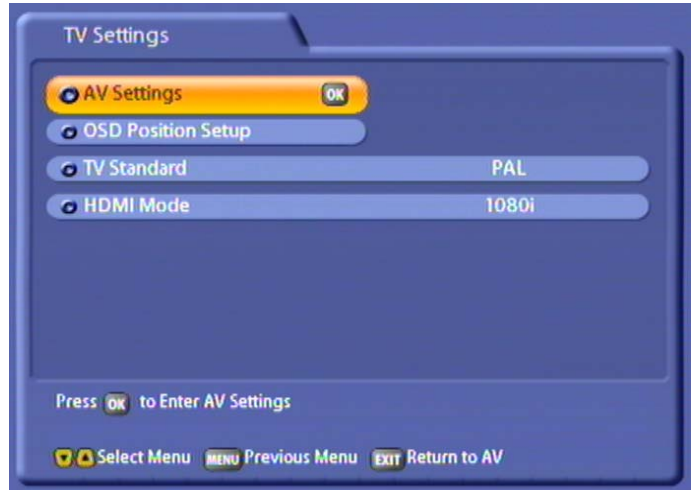 TV Settings
AV Settings OK
OSD Position Setup
TV Standard PAL
HDMI Mode 1080i
Press OK to Enter AV Settings
Select Menu MENU Previous Menu EXIT Return to AV